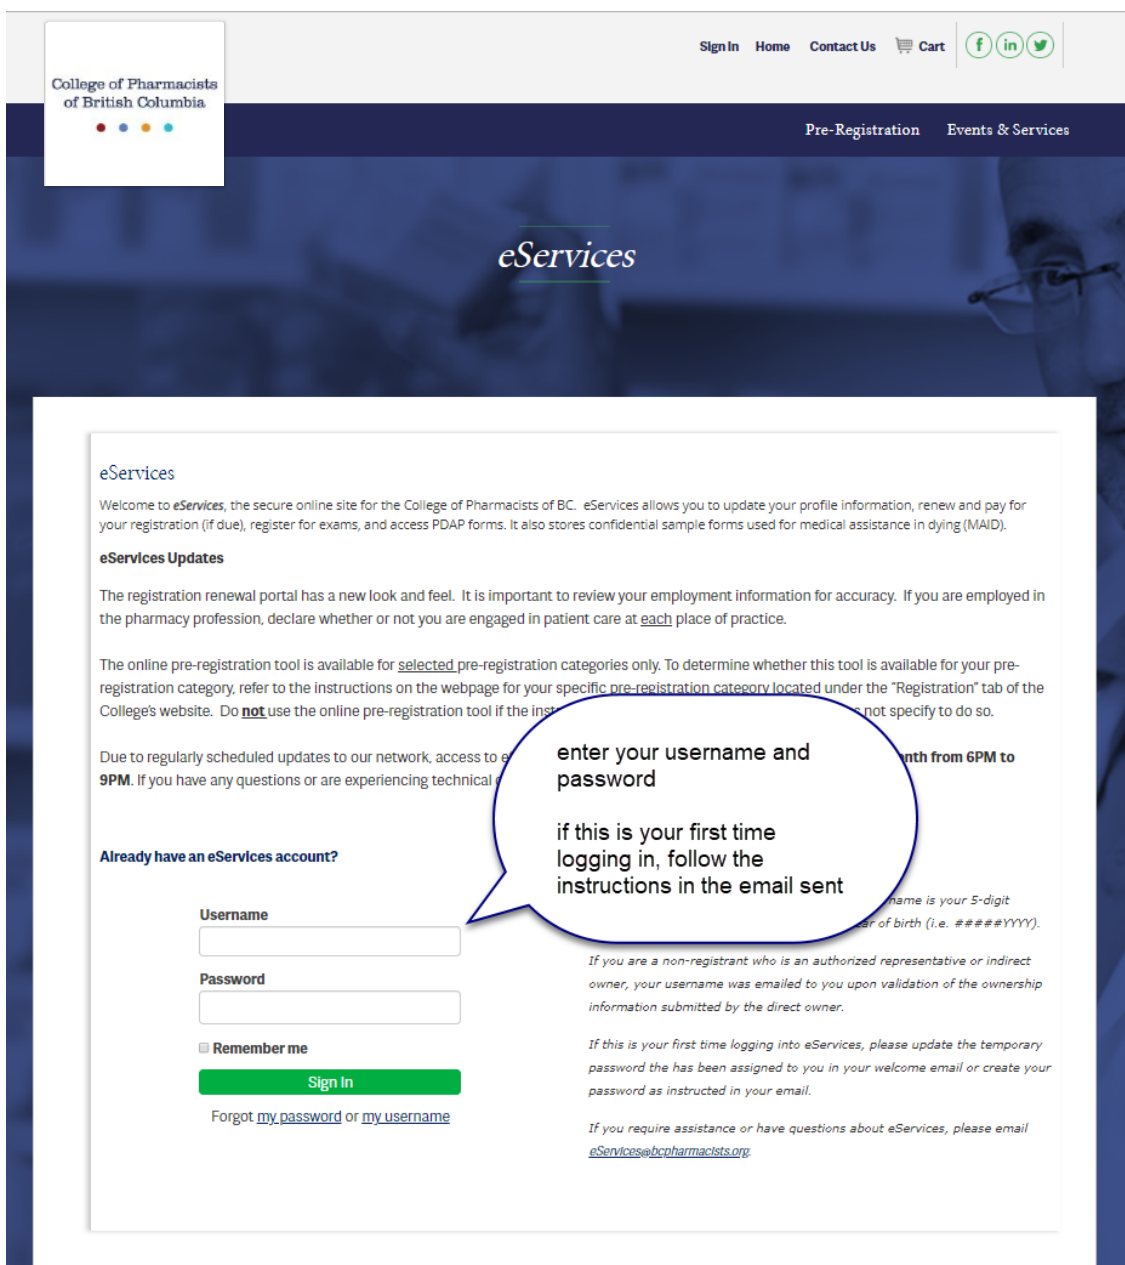 Sign In Home Contact Us Cart
College of Pharmacists
of British Columbia
Pre-Registration Events & Services
eServices
eServices
Welcome to eServices, the secure online site for the College of Pharmacists of BC. eServices allows you to update your profile information, renew and pay for
your registration (if due), register for exams, and access PDAP forms. It also stores confidential sample forms used for medical assistance in dying (MAID).
eServices Updates
The registration renewal portal has a new look and feel. It is important to review your employment information for accuracy. If you are employed in
the pharmacy profession, declare whether or not you are engaged in patient care at each place of practice.
The online pre-registration tool is available for selected pre-registration categories only. To determine whether this tool is available for your pre-
registration category, refer to the instructions on the webpage for your specific pre-registration category located under the "Registration" tab of the
College's website. Do not use the online pre-registration tool if the not specify to do so.
Due to regularly scheduled updates to our network, access to from 6PM to
9PM. If you have any questions or are experiencing technical
enter your username and
password
if this is your first time
logging in, follow the
instructions in the email sent
Already have an eServices account?
Username
Password
Remember me
Sign In
Forgot my password or my username
is your 5-digit
of birth (i.e. #####YYYY).
If you are a non-registrant who is an authorized representative or indirect
owner, your username was emailed to you upon validation of the ownership
information submitted by the direct owner.
If this is your first time logging into eServices, please update the temporary
password the has been assigned to you in your welcome email or create your
password as instructed in your email.
If you require assistance or have questions about eServices, please email
eServices@bcpharmacists.org.